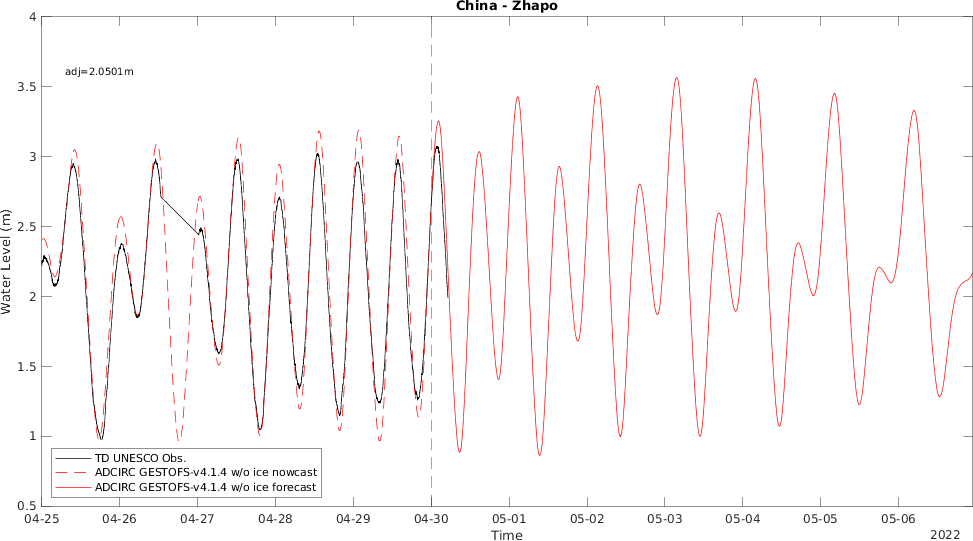 China - Zhapo
4
3.5
3
2.5
2
1.5
1
0.5
Water Level (m)
adj=2.0501m
TD UNESCO Obs.
ADCIRC GESTOFS-v4.1.4 w/o ice nowcast
ADCIRC GESTOFS-v4.1.4 w/o ice forecast
04-25 04-26 04-27 04-28 04-29 04-30 05-01 05-02 05-03 05-04 05-05 05-06
Time
2022